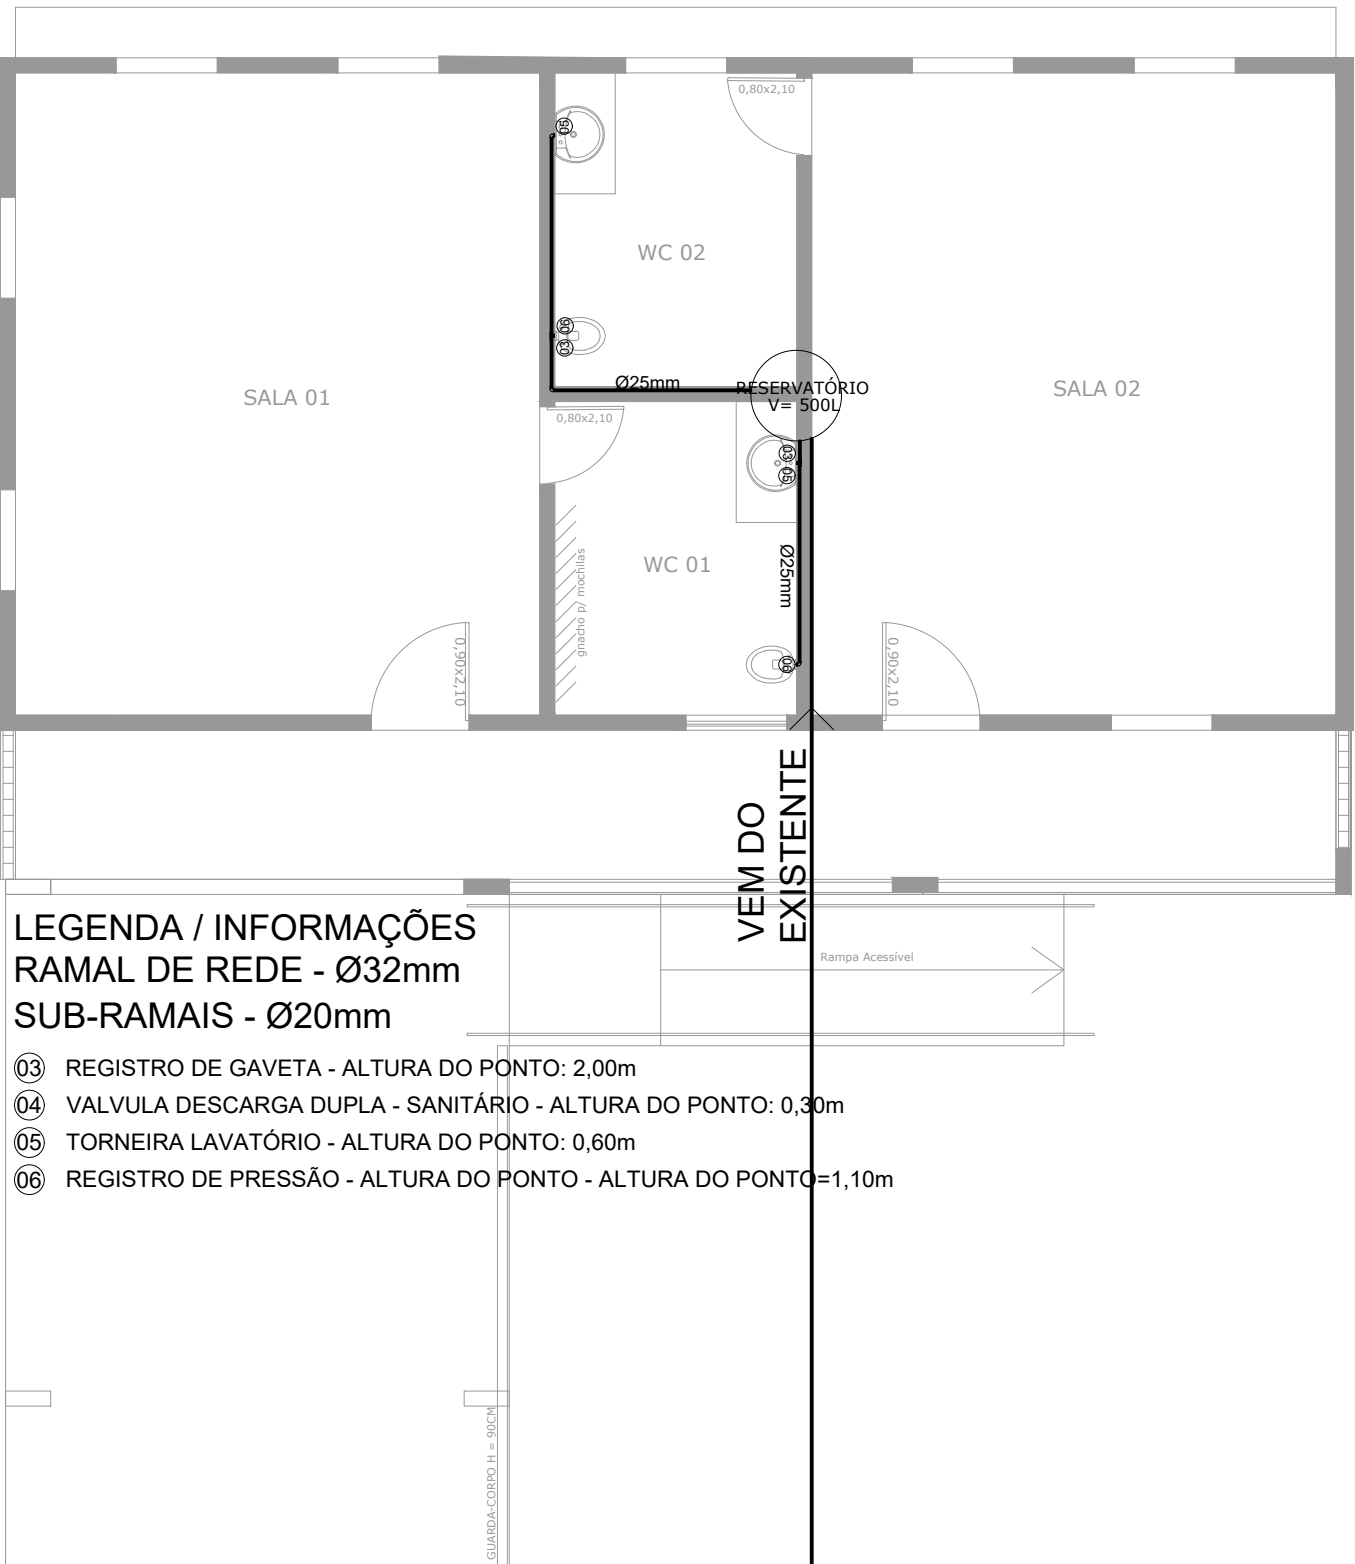 0,80x2,10
05
WC 02
06
03
Ø25mm
RESERVATÓRIO
V= 500L
SALA 01
SALA 02
0,80x2,10
03
05
WC 01
Ø25mm
gnacho p/ mochilas
06
0,90x2,10
0,90x2,10
VEM DO
EXISTENTE
Rampa Acessível
LEGENDA / INFORMAÇÕES
RAMAL DE REDE - Ø32mm
SUB-RAMAIS - Ø20mm
03 REGISTRO DE GAVETA - ALTURA DO PONTO: 2,00m
04 VALVULA DESCARGA DUPLA - SANITÁRIO - ALTURA DO PONTO: 0,30m
05 TORNEIRA LAVATÓRIO - ALTURA DO PONTO: 0,60m
06 REGISTRO DE PRESSÃO - ALTURA DO PONTO - ALTURA DO PONTO=1,10m
GUARDA-CORPO H = 90CM